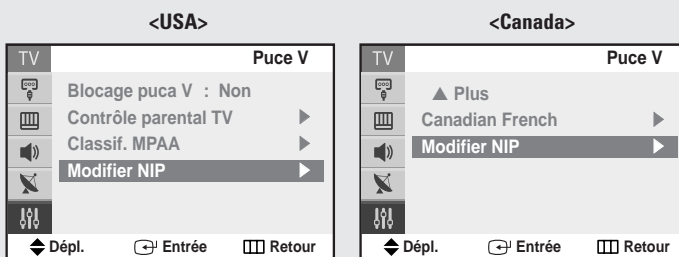 <USA>
TV Puce V
Blocage puca V : Non
Contrôle parental TV ▶
Classif. MPAA ▶
Modifier NIP ▶
Dépl. Entrée Retour
<Canada>
TV Puce V
▲ Plus
Canadian French ▶
Modifier NIP ▶
Dépl. Entrée Retour